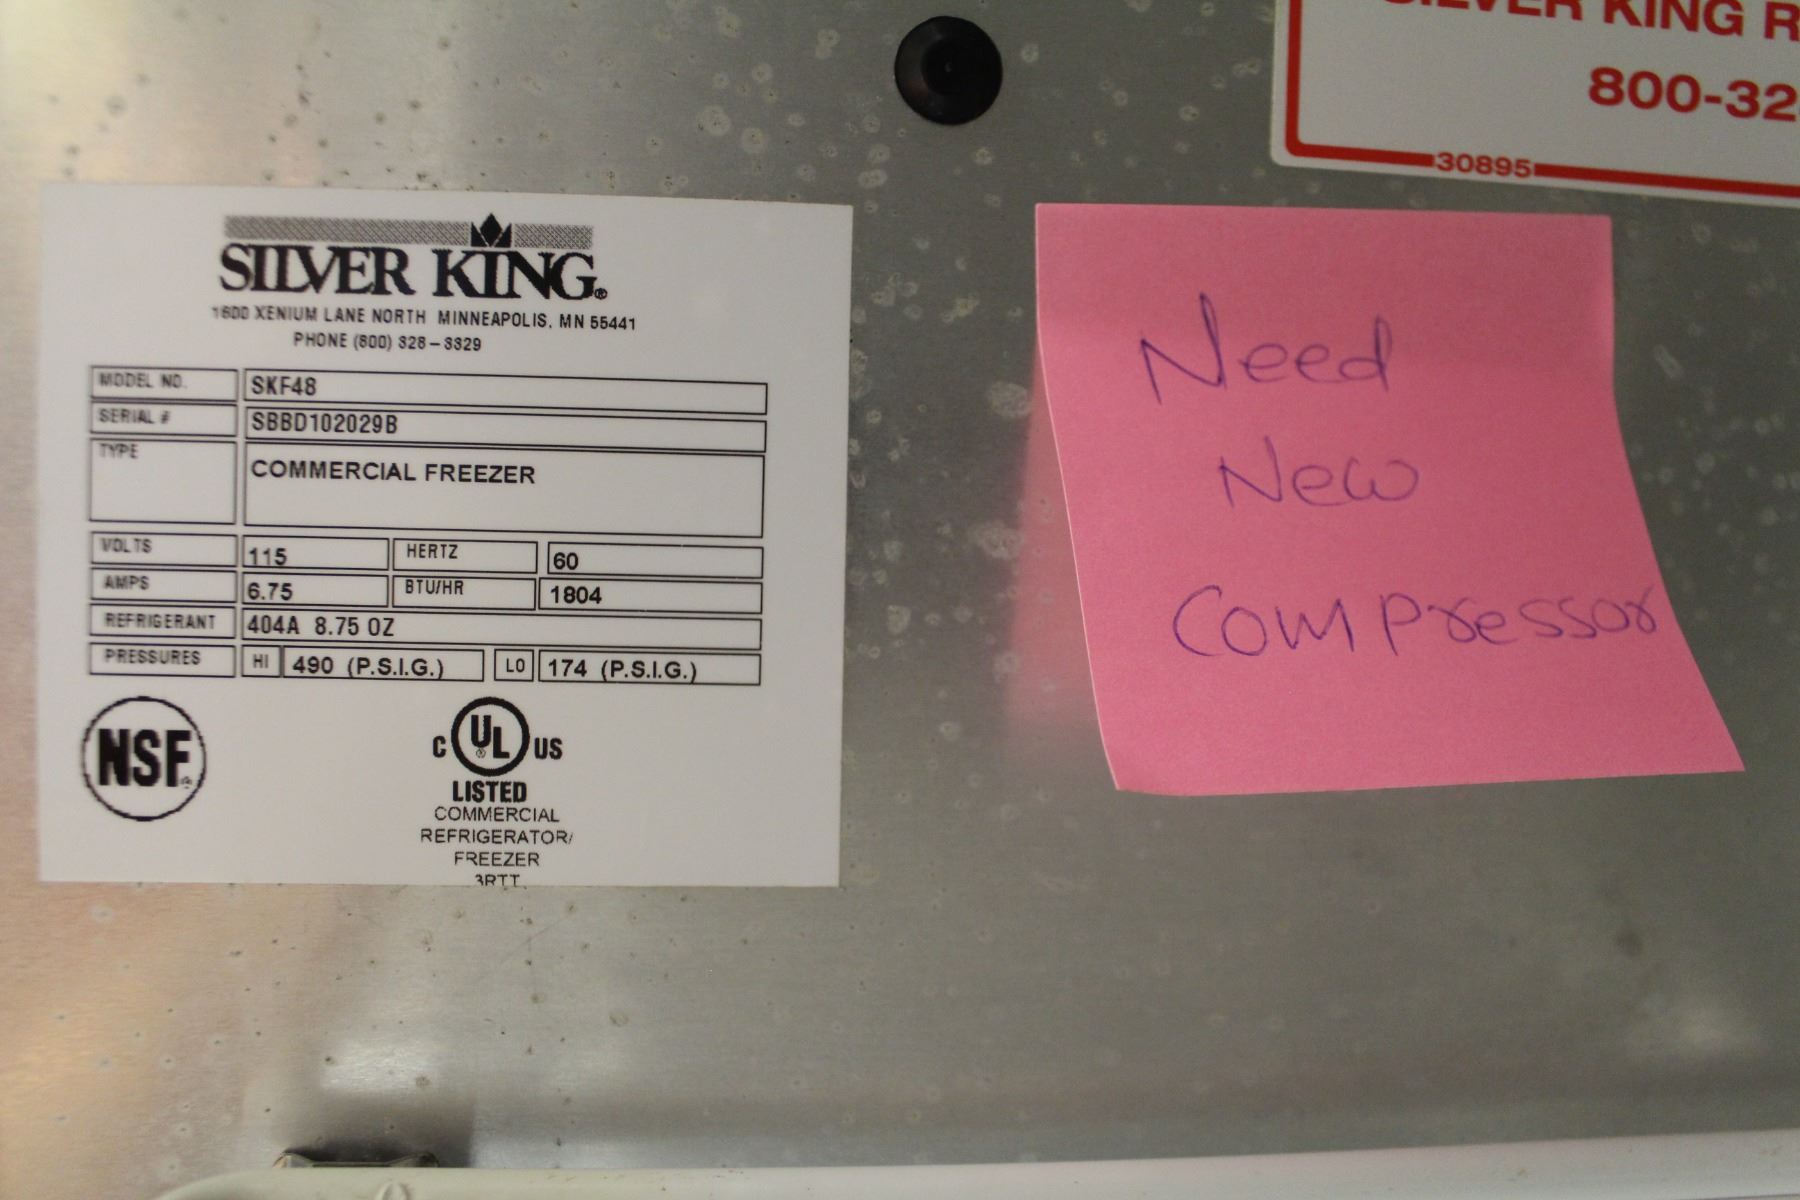 SILVER KING®
1600 XENIUM LANE NORTH MINNEAPOLIS, MN 55441
PHONE (800) 328-3329
MODEL NO. SKF48
SERIAL # SBBD102029B
TYPE COMMERCIAL FREEZER
VOLTS 115 HERTZ 60
AMPS 6.75 BTU/HR 1804
REFRIGERANT 404A 8.75 OZ
PRESSURES HI 490 (P.S.I.G.) LO 174 (P.S.I.G.)
NSF®
C UL® US
LISTED
COMMERCIAL
REFRIGERATOR/
FREEZER
3RTT
SILVER KING R
800-32
30895
Need
New
Compressor